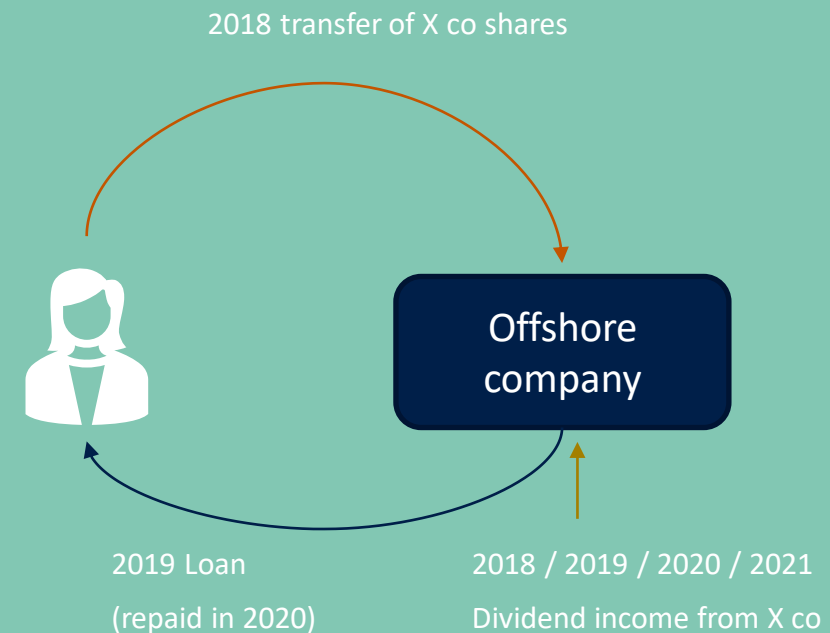 2018 transfer of X co shares
Offshore
company
2019 Loan
(repaid in 2020)
2018 / 2019 / 2020 / 2021
Dividend income from X co